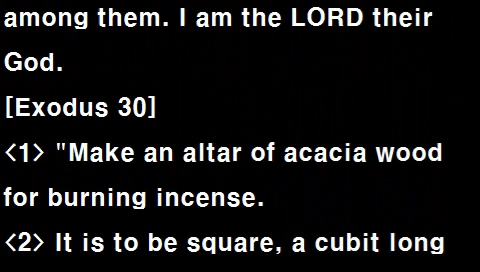 among them. I am the LORD their
God.
[Exodus 30]
<1> "Make an altar of acacia wood
for burning incense.
<2> It is to be square, a cubit long